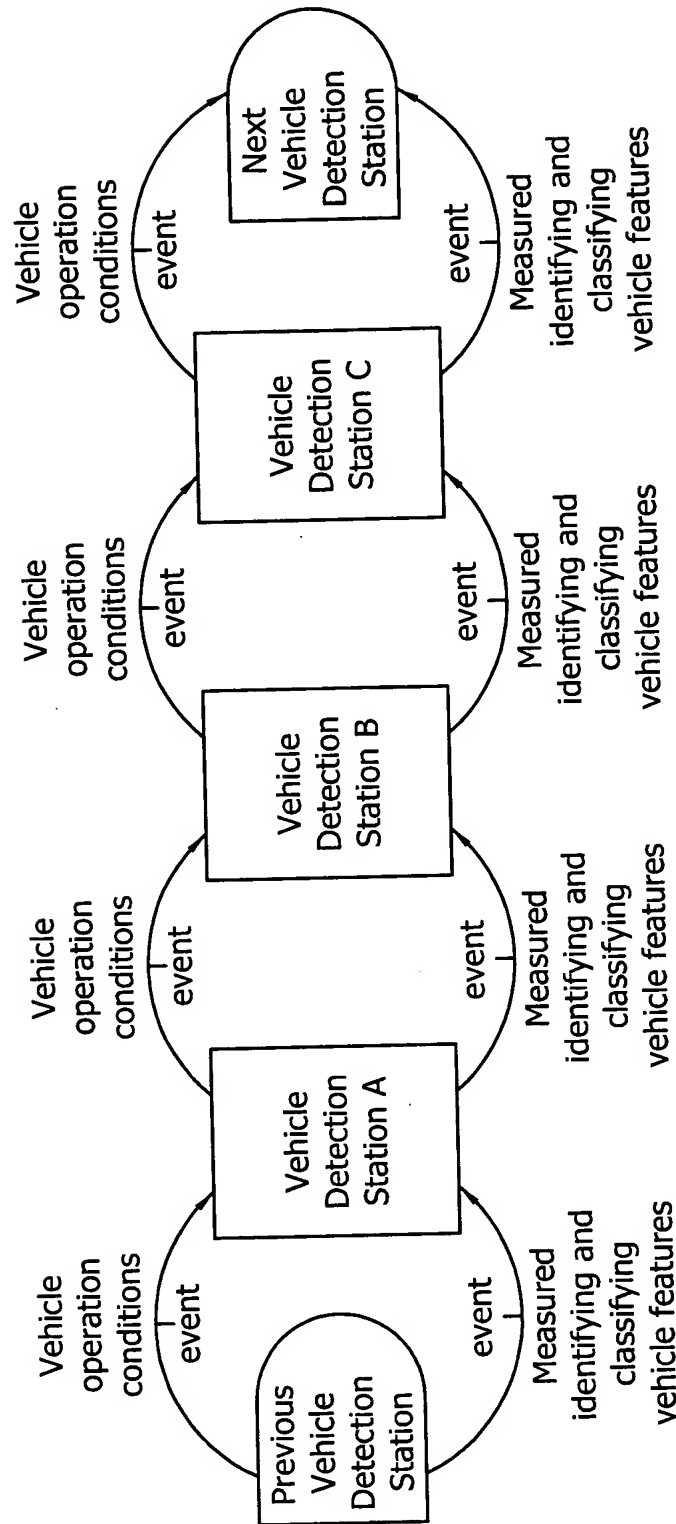 Vehicle
operation
conditions
event
Vehicle
operation
conditions
event
Vehicle
operation
conditions
event
Vehicle
operation
conditions
event
Previous
Vehicle
Detection
Station
Vehicle
Detection
Station A
Vehicle
Detection
Station B
Vehicle
Detection
Station C
Next
Vehicle
Detection
Station
event
Measured
identifying and
classifying
vehicle features
event
Measured
identifying and
classifying
vehicle features
event
Measured
identifying and
classifying
vehicle features
event
Measured
identifying and
classifying
vehicle features